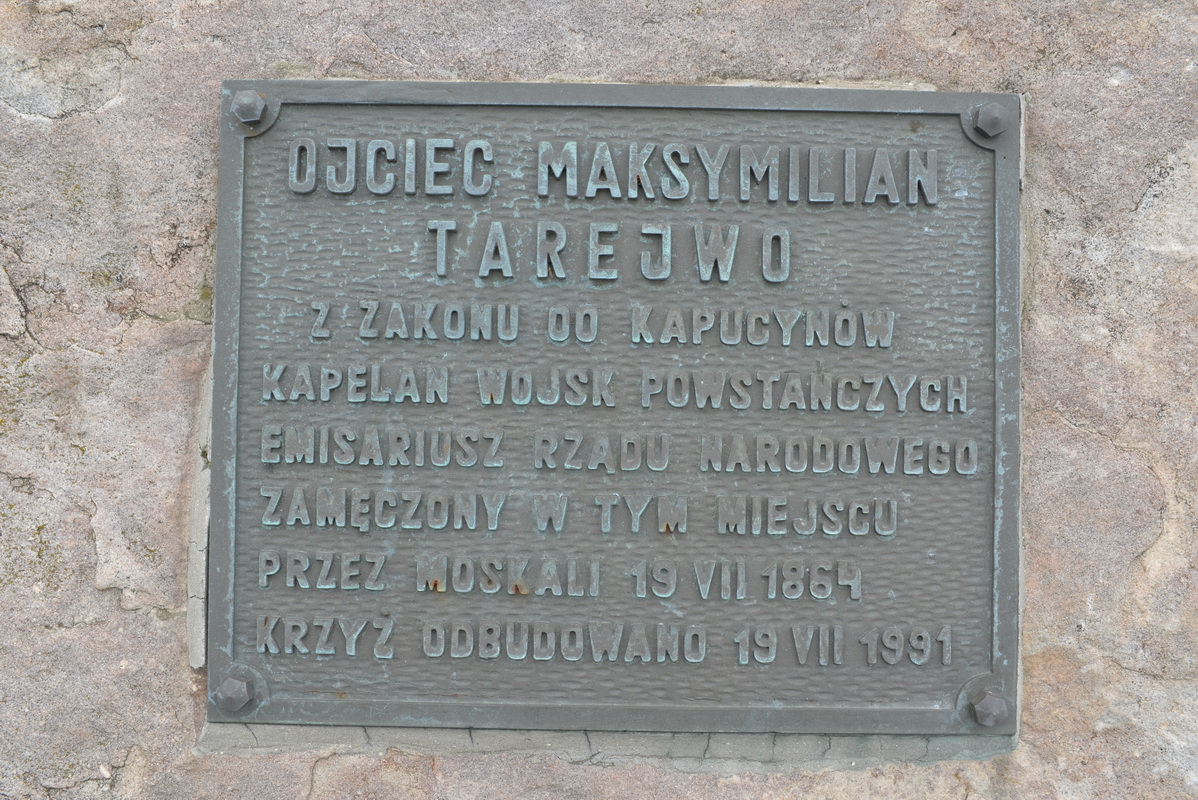 OJCIEC MAKSYMILIAN
TAREJWO
Z ZAKONU OO KAPUCYNÓW
KAPELAN WOJSK POWSTAŃCZYCH
EMISARIUSZ RZĄDU NARODOWEGO
ZAMĘCZONY W TYM MIEJSCU
PRZEZ MOSKALI 19 VII 1864
KRZYŻ ODBUDOWANO 19 VII 1991